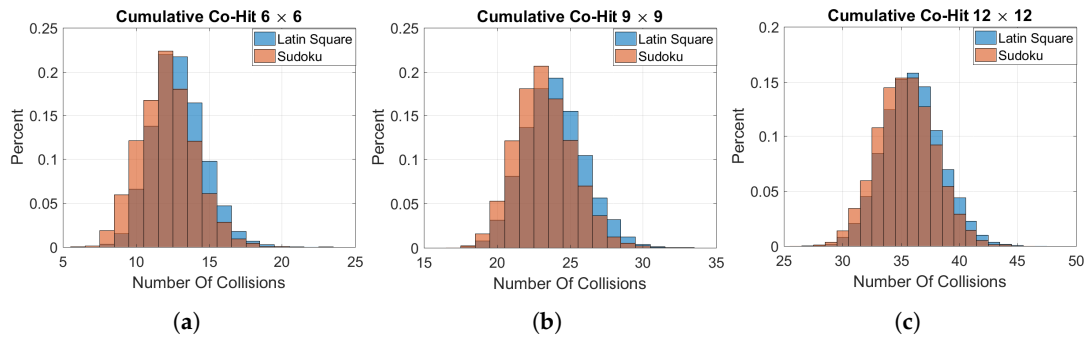 Cumulative Co-Hit 6 × 6
Latin Square
Sudoku
0.25
0.2
0.15
0.1
0.05
0
Percent
5
10
15
20
25
Number Of Collisions
(a)
Cumulative Co-Hit 9 × 9
Latin Square
Sudoku
0.25
0.2
0.15
0.1
0.05
0
Percent
15
20
25
30
35
Number Of Collisions
(b)
Cumulative Co-Hit 12 × 12
Latin Square
Sudoku
0.2
0.15
0.1
0.05
0
Percent
25
30
35
40
45
50
Number Of Collisions
(c)